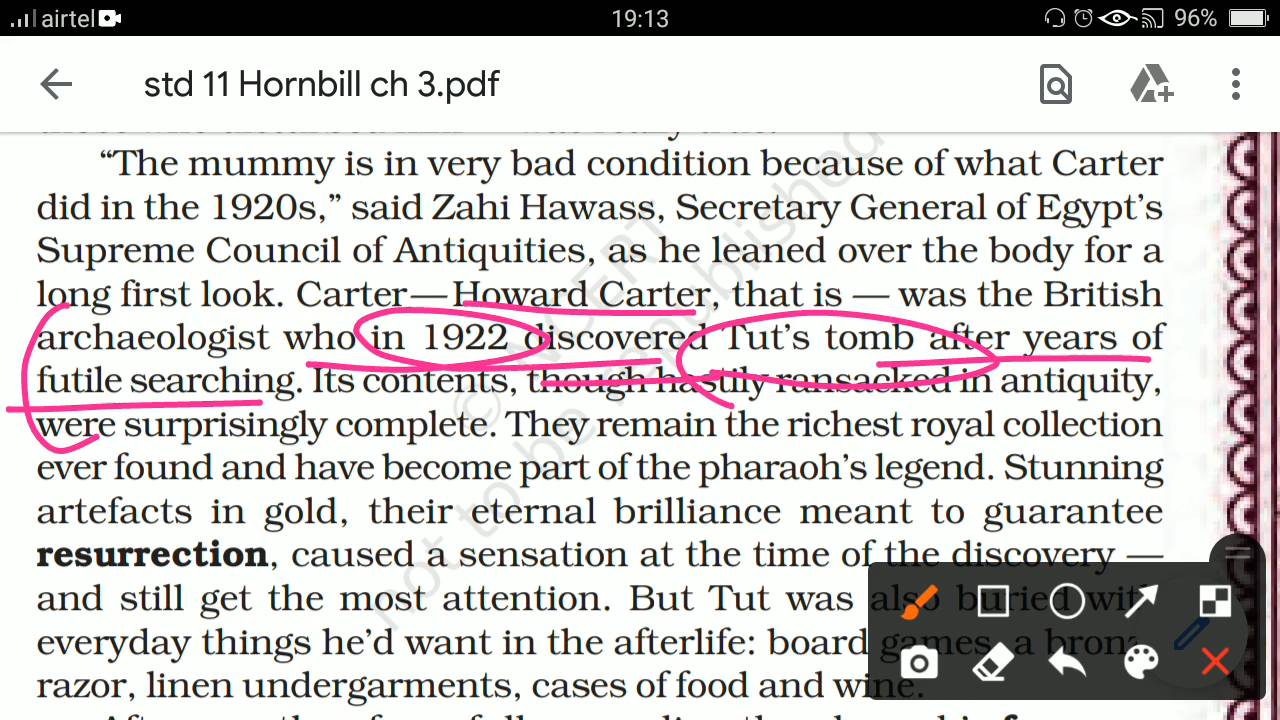 airtel 19:13 96%
std 11 Hornbill ch 3.pdf
“The mummy is in very bad condition because of what Carter
did in the 1920s,” said Zahi Hawass, Secretary General of Egypt’s
Supreme Council of Antiquities, as he leaned over the body for a
long first look. Carter—Howard Carter, that is — was the British
archaeologist who in 1922 discovered Tut’s tomb after years of
futile searching. Its contents, though hastily ransacked in antiquity,
were surprisingly complete. They remain the richest royal collection
ever found and have become part of the pharaoh’s legend. Stunning
artefacts in gold, their eternal brilliance meant to guarantee
resurrection, caused a sensation at the time of the discovery —
and still get the most attention. But Tut was also buried with
everyday things he’d want in the afterlife: board games, a bronze
razor, linen undergarments, cases of food and wine.
not to be republished